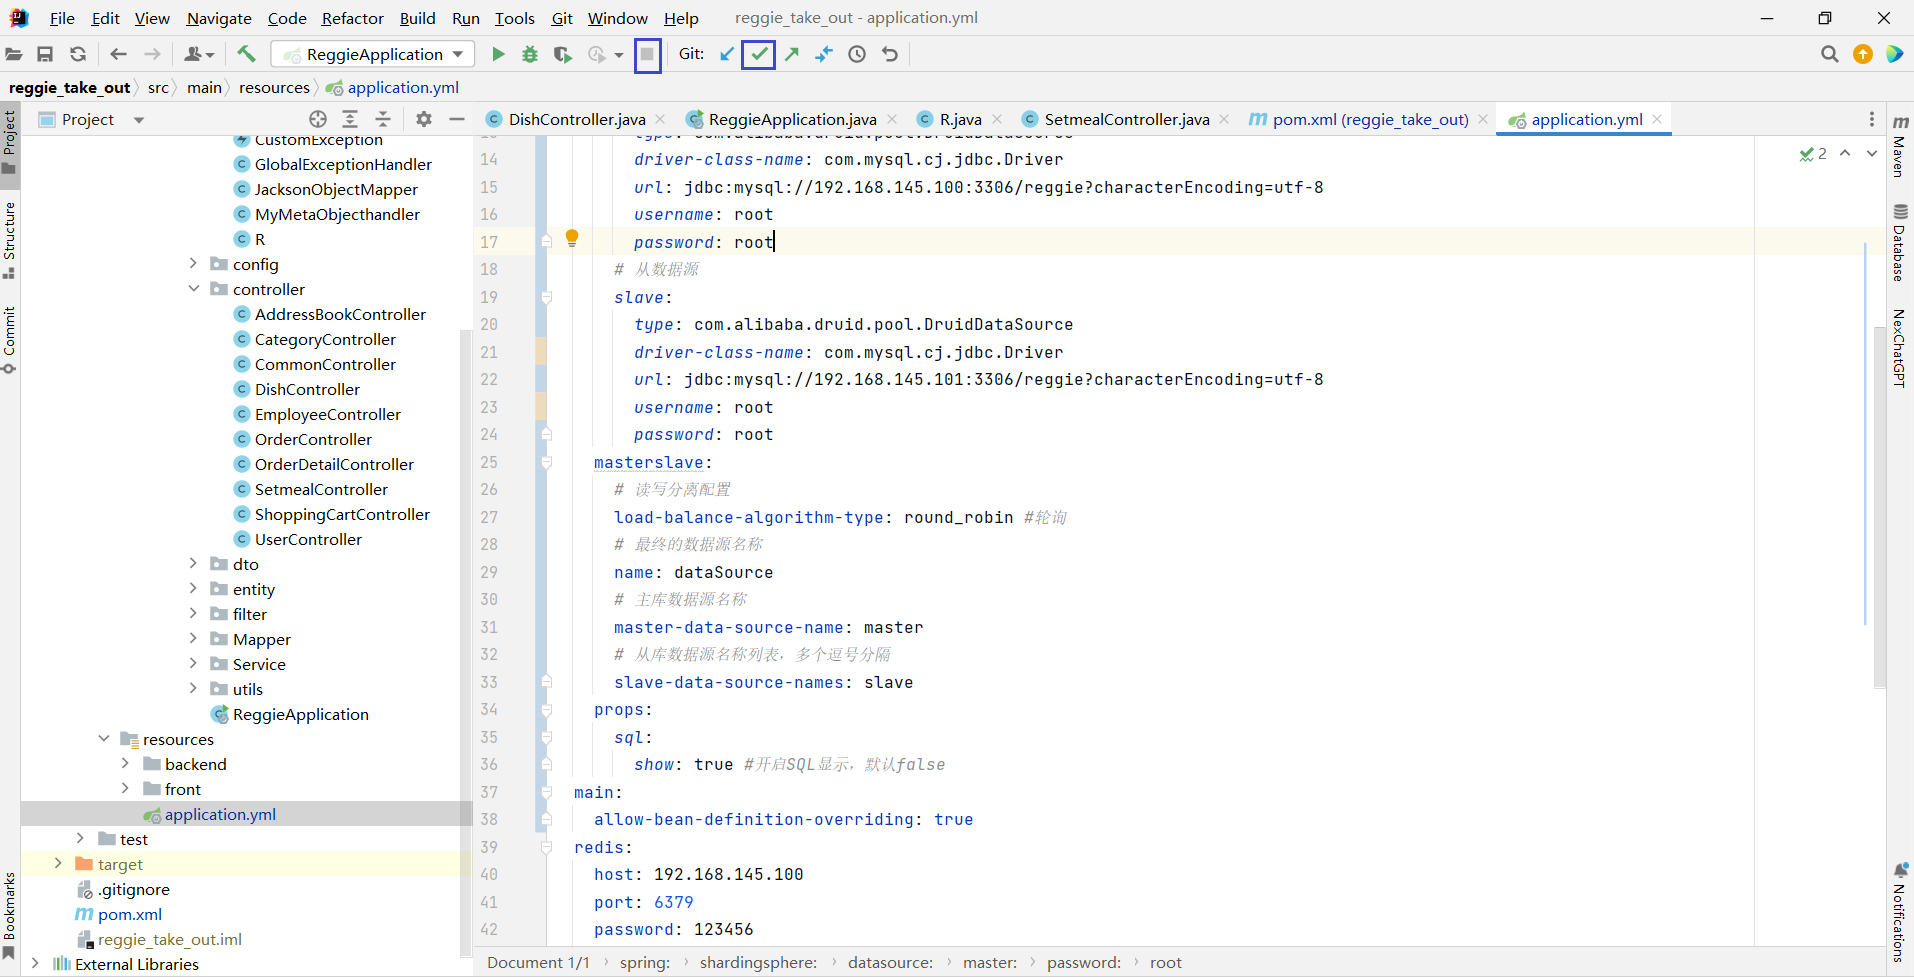 File Edit View Navigate Code Refactor Build Run Tools Git Window Help reggie_take_out - application.yml
ReggieApplication Git:
reggie_take_out src main resources application.yml
Project
DishController.java ReggieApplication.java R.java SetmealController.java pom.xml (reggie_take_out) application.yml
Project
Structure
Commit
Bookmarks
CustomException
GlobalExceptionHandler
JacksonObjectMapper
MyMetaObjecthandler
R
config
controller
AddressBookController
CategoryController
CommonController
DishController
EmployeeController
OrderController
OrderDetailController
SetmealController
ShoppingCartController
UserController
dto
entity
filter
Mapper
Service
utils
ReggieApplication
resources
backend
front
application.yml
test
target
.gitignore
pom.xml
reggie_take_out.iml
External Libraries
13 type: com.alibaba.druid.pool.DruidDataSource
14 driver-class-name: com.mysql.cj.jdbc.Driver
15 url: jdbc:mysql://192.168.145.100:3306/reggie?characterEncoding=utf-8
16 username: root
17 password: root
18 # 从数据源
19 slave:
20 type: com.alibaba.druid.pool.DruidDataSource
21 driver-class-name: com.mysql.cj.jdbc.Driver
22 url: jdbc:mysql://192.168.145.101:3306/reggie?characterEncoding=utf-8
23 username: root
24 password: root
25 masterslave:
26 # 读写分离配置
27 load-balance-algorithm-type: round_robin #轮询
28 # 最终的数据源名称
29 name: dataSource
30 # 主库数据源名称
31 master-data-source-name: master
32 # 从库数据源名称列表，多个逗号分隔
33 slave-data-source-names: slave
34 props:
35 sql:
36 show: true #开启SQL显示，默认false
37 main:
38 allow-bean-definition-overriding: true
39 redis:
40 host: 192.168.145.100
41 port: 6379
42 password: 123456
2
Maven
Database
NexChatGPT
Notifications
Document 1/1 spring: shardingsphere: datasource: master: password: root